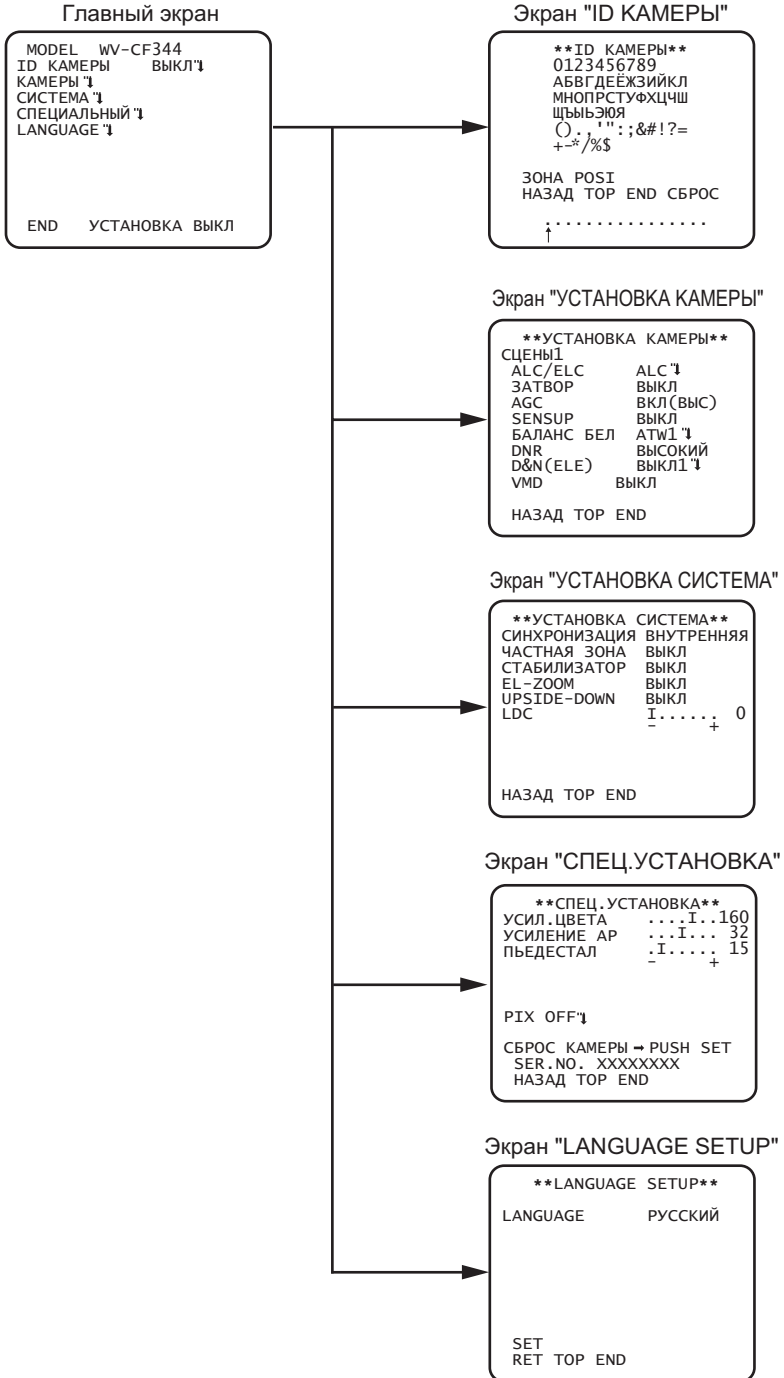 Главный экран
MODEL WV-CF344
ID КАМЕРЫ ВЫКЛ
КАМЕРЫ
СИСТЕМА
СПЕЦИАЛЬНЫЙ
LANGUAGE
END УСТАНОВКА ВЫКЛ
Экран "ID КАМЕРЫ"
**ID КАМЕРЫ**
0123456789
АБВГДЕЁЖЗИЙКЛ
МНОПРСТУФХЦЧШ
ЩЪЫЬЭЮЯ
().,'":;&#!?=
+-*/%$
ЗОНА POSI
НАЗАД TOP END СБРОС
................
↑
Экран "УСТАНОВКА КАМЕРЫ"
**УСТАНОВКА КАМЕРЫ**
СЦЕНЫ1
ALC/ELC ALC
ЗАТВОР ВЫКЛ
AGC ВКЛ(ВЫС)
SENSUP ВЫКЛ
БАЛАНС БЕЛ ATW1
DNR ВЫСОКИЙ
D&N(ELE) ВЫКЛ1
VMD ВЫКЛ
НАЗАД TOP END
Экран "УСТАНОВКА СИСТЕМА"
**УСТАНОВКА СИСТЕМА**
СИНХРОНИЗАЦИЯ ВНУТРЕННЯЯ
ЧАСТНАЯ ЗОНА ВЫКЛ
СТАБИЛИЗАТОР ВЫКЛ
EL-ZOOM ВЫКЛ
UPSIDE-DOWN ВЫКЛ
LDC I...... 0
- +
НАЗАД TOP END
Экран "СПЕЦ.УСТАНОВКА"
**СПЕЦ.УСТАНОВКА**
УСИЛ.ЦВЕТА ....I..160
УСИЛЕНИЕ АР ...I... 32
ПЬЕДЕСТАЛ .I..... 15
- +
PIX OFF
СБРОС КАМЕРЫ → PUSH SET
SER.NO. XXXXXXXX
НАЗАД TOP END
Экран "LANGUAGE SETUP"
**LANGUAGE SETUP**
LANGUAGE РУССКИЙ
SET
RET TOP END